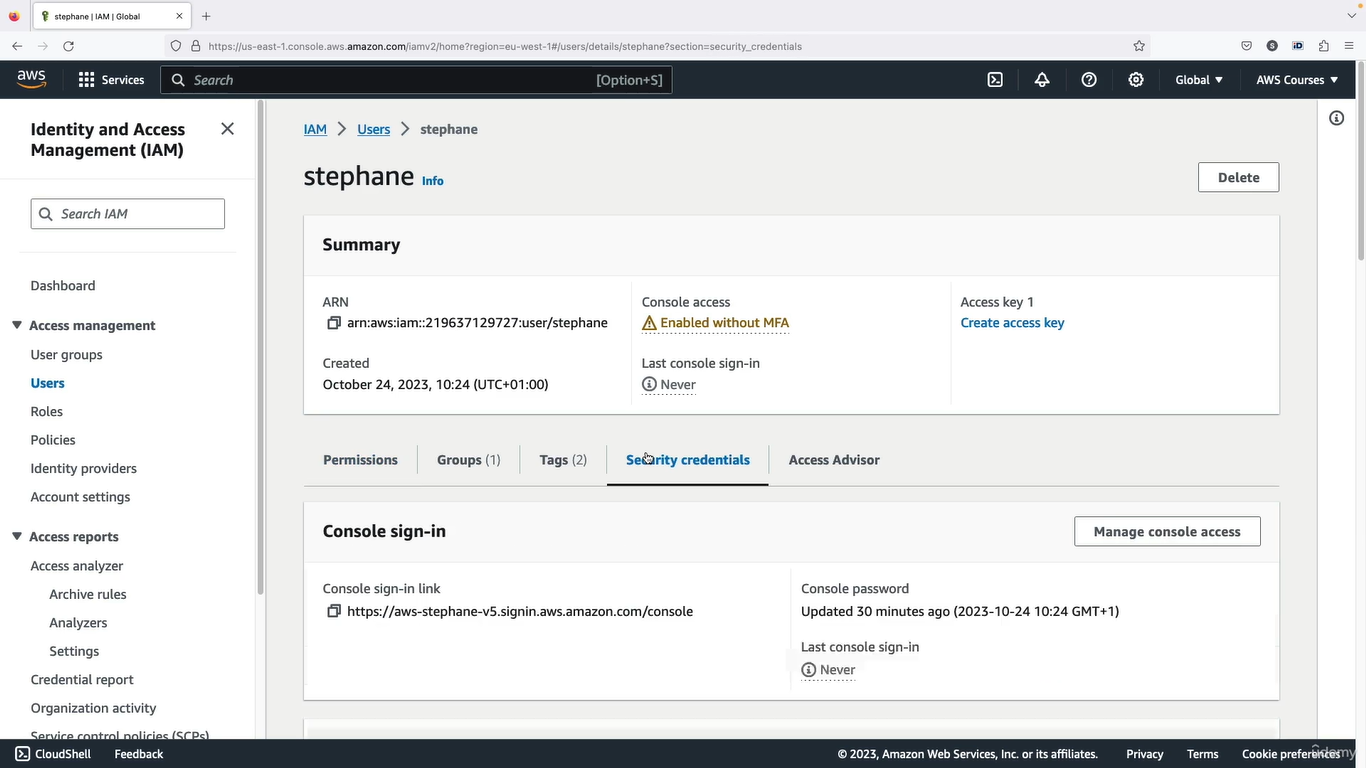 stephane | IAM | Global
https://us-east-1.console.aws.amazon.com/iamv2/home?region=eu-west-1#/users/details/stephane?section=security_credentials
aws
Services
Search
[Option+S]
Global
AWS Courses
Identity and Access
Management (IAM)
Search IAM
Dashboard
Access management
User groups
Users
Roles
Policies
Identity providers
Account settings
Access reports
Access analyzer
Archive rules
Analyzers
Settings
Credential report
Organization activity
Service control policies (SCPs)
IAM
Users
stephane
stephane Info
Delete
Summary
ARN
arn:aws:iam::219637129727:user/stephane
Console access
Enabled without MFA
Access key 1
Create access key
Created
October 24, 2023, 10:24 (UTC+01:00)
Last console sign-in
Never
Permissions
Groups (1)
Tags (2)
Security credentials
Access Advisor
Console sign-in
Manage console access
Console sign-in link
https://aws-stephane-v5.signin.aws.amazon.com/console
Console password
Updated 30 minutes ago (2023-10-24 10:24 GMT+1)
Last console sign-in
Never
CloudShell
Feedback
© 2023, Amazon Web Services, Inc. or its affiliates.
Privacy
Terms
Cookie preferences
udemy